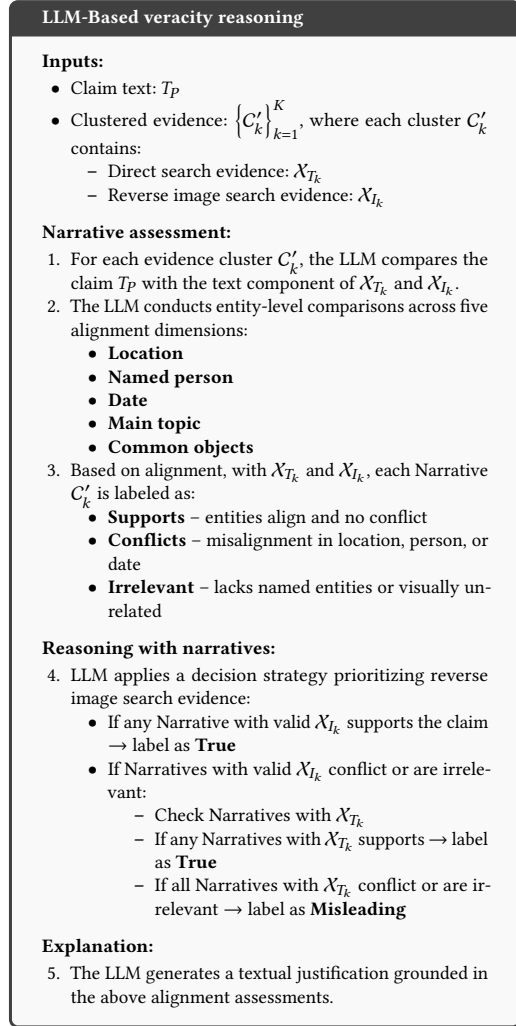 LLM-Based veracity reasoning
Inputs:
• Claim text: T_P
• Clustered evidence: {C′_k}^K_{k=1}, where each cluster C′_k
contains:
– Direct search evidence: X_{T_k}
– Reverse image search evidence: X_{I_k}
Narrative assessment:
1. For each evidence cluster C′_k, the LLM compares the
claim T_P with the text component of X_{T_k} and X_{I_k}.
2. The LLM conducts entity-level comparisons across five
alignment dimensions:
• Location
• Named person
• Date
• Main topic
• Common objects
3. Based on alignment, with X_{T_k} and X_{I_k}, each Narrative
C′_k is labeled as:
• Supports – entities align and no conflict
• Conflicts – misalignment in location, person, or
date
• Irrelevant – lacks named entities or visually un-
related
Reasoning with narratives:
4. LLM applies a decision strategy prioritizing reverse
image search evidence:
• If any Narrative with valid X_{I_k} supports the claim
→ label as True
• If Narratives with valid X_{I_k} conflict or are irrele-
vant:
– Check Narratives with X_{T_k}
– If any Narratives with X_{T_k} supports → label
as True
– If all Narratives with X_{T_k} conflict or are ir-
relevant → label as Misleading
Explanation:
5. The LLM generates a textual justification grounded in
the above alignment assessments.